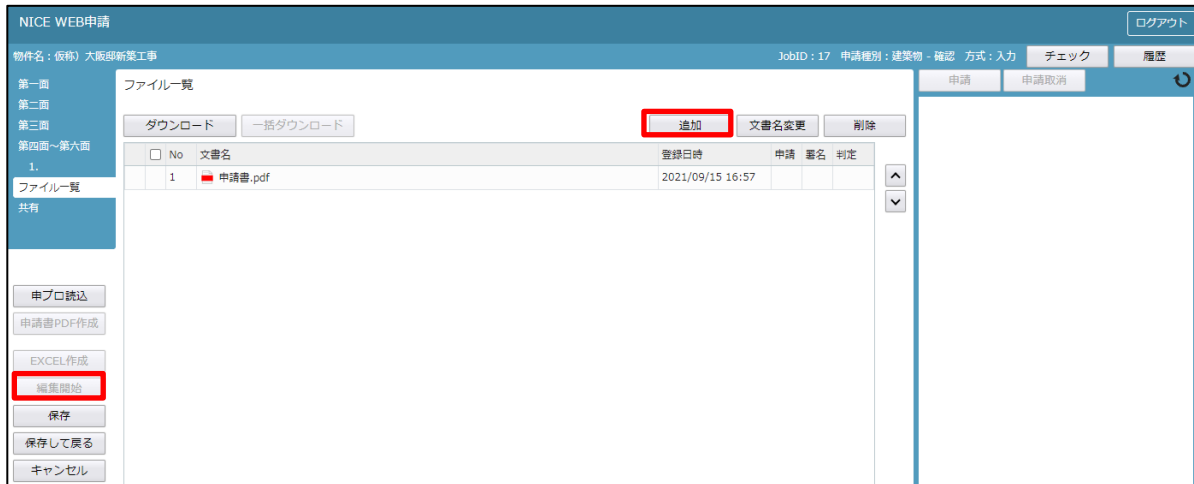 NICE WEB申請
ログアウト
物件名：仮称）大阪邸新築工事
JobID：17 申請種別：建築物 - 確認 方式：入力
チェック
履歴
第一面
第二面
第三面
第四面～第六面
1.
ファイル一覧
共有
ファイル一覧
申請
申請取消
ダウンロード
一括ダウンロード
追加
文書名変更
削除
No 文書名 登録日時 申請 署名 判定
1 申請書.pdf 2021/09/15 16:57
申プロ読込
申請書PDF作成
EXCEL作成
編集開始
保存
保存して戻る
キャンセル